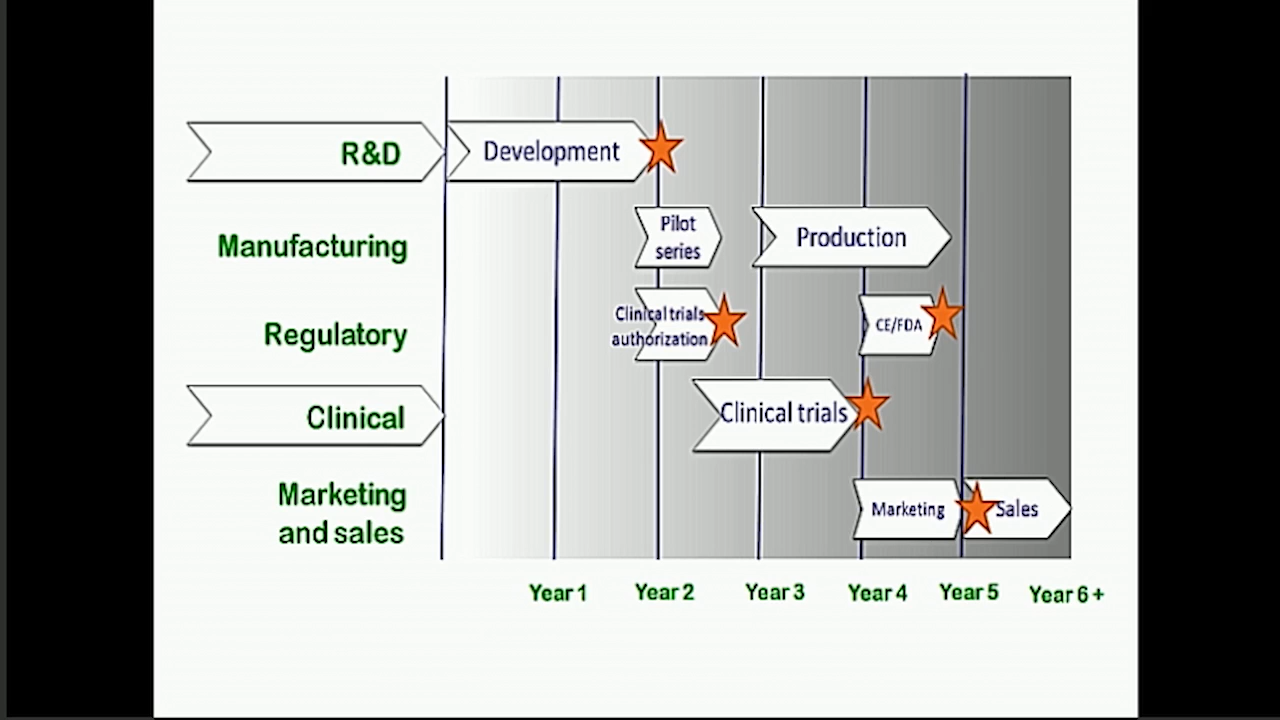 R&D
Development
Manufacturing
Pilot
series
Production
Regulatory
Clinical trials
authorization
CE/FDA
Clinical
Clinical trials
Marketing
and sales
Marketing
Sales
Year 1
Year 2
Year 3
Year 4
Year 5
Year 6 +